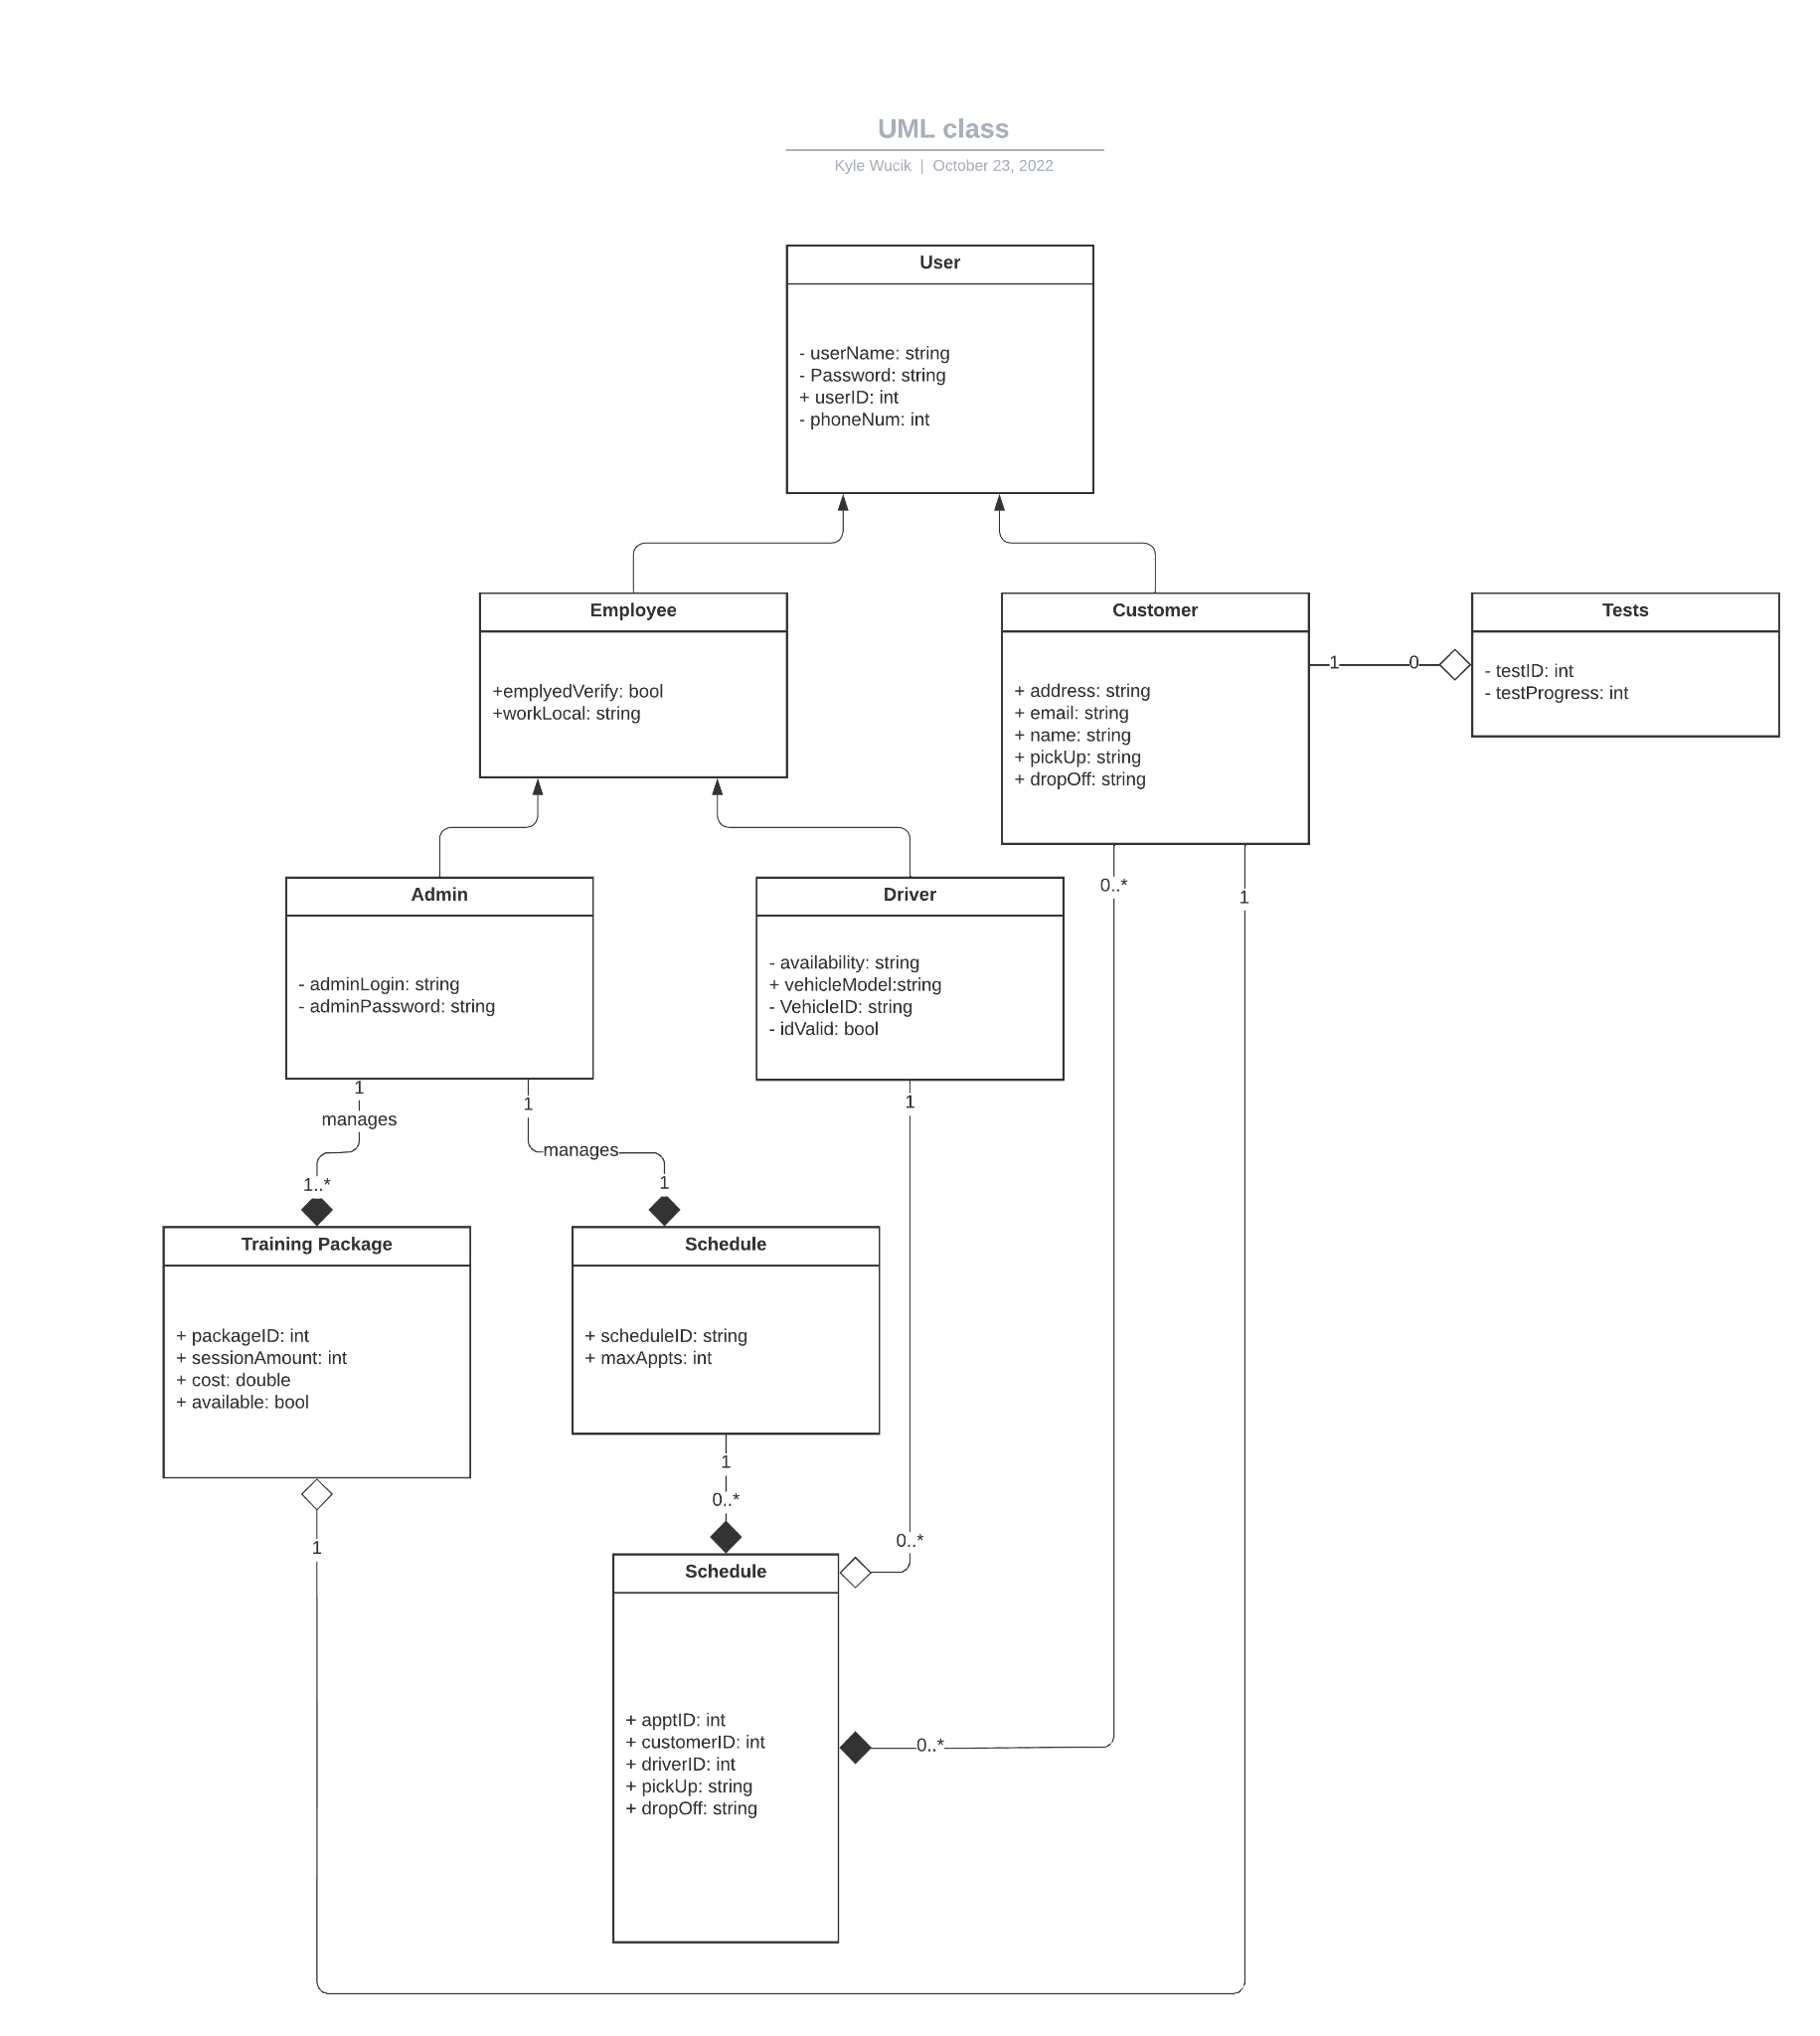 UML class
Kyle Wucik | October 23, 2022
User
- userName: string
- Password: string
+ userID: int
- phoneNum: int
Employee
+emplyedVerify: bool
+workLocal: string
Customer
+ address: string
+ email: string
+ name: string
+ pickUp: string
+ dropOff: string
1
0
Tests
- testID: int
- testProgress: int
0..*
1
Admin
- adminLogin: string
- adminPassword: string
Driver
- availability: string
+ vehicleModel:string
- VehicleID: string
- idValid: bool
1
manages
1..*
1
manages
1
1
Training Package
+ packageID: int
+ sessionAmount: int
+ cost: double
+ available: bool
Schedule
+ scheduleID: string
+ maxAppts: int
1
0..*
0..*
1
Schedule
+ apptID: int
+ customerID: int
+ driverID: int
+ pickUp: string
+ dropOff: string
0..*